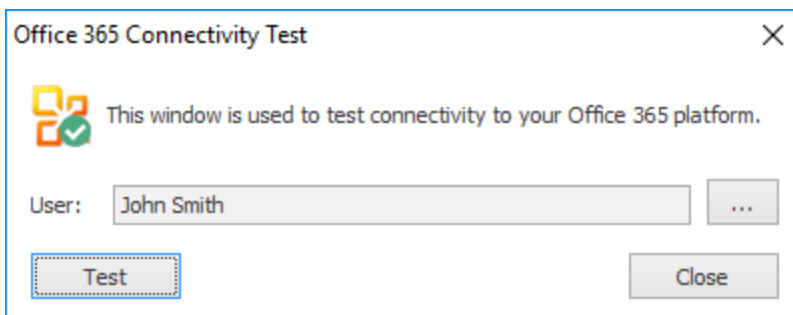 Office 365 Connectivity Test
This window is used to test connectivity to your Office 365 platform.
User: John Smith ...
Test Close